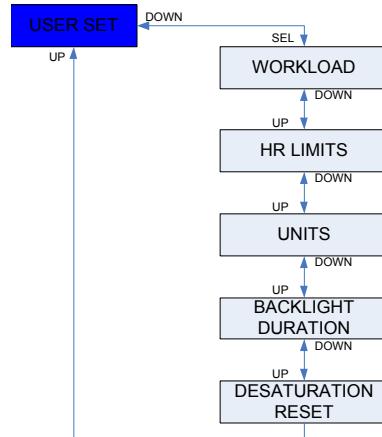 USER SET
DOWN
SEL
UP
WORKLOAD
DOWN
UP
HR LIMITS
DOWN
UP
UNITS
DOWN
UP
BACKLIGHT
DURATION
DOWN
UP
DESATURATION
RESET